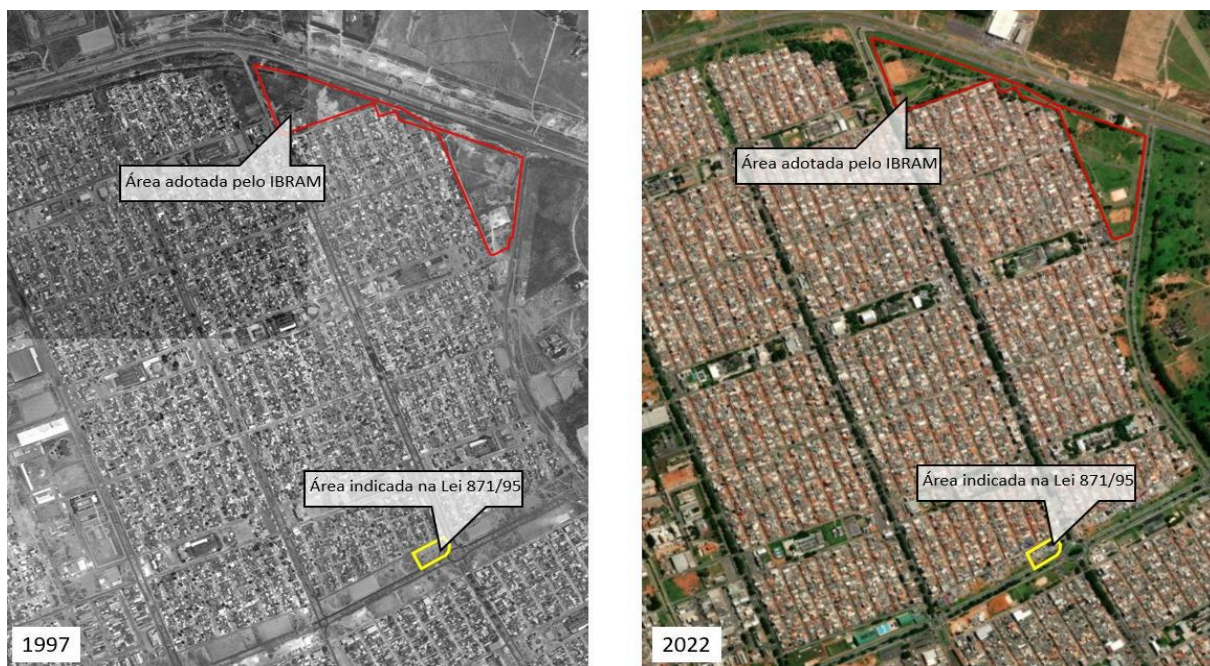 Área adotada pelo IBRAM
Área indicada na Lei 871/95
1997
Área adotada pelo IBRAM
Área indicada na Lei 871/95
2022